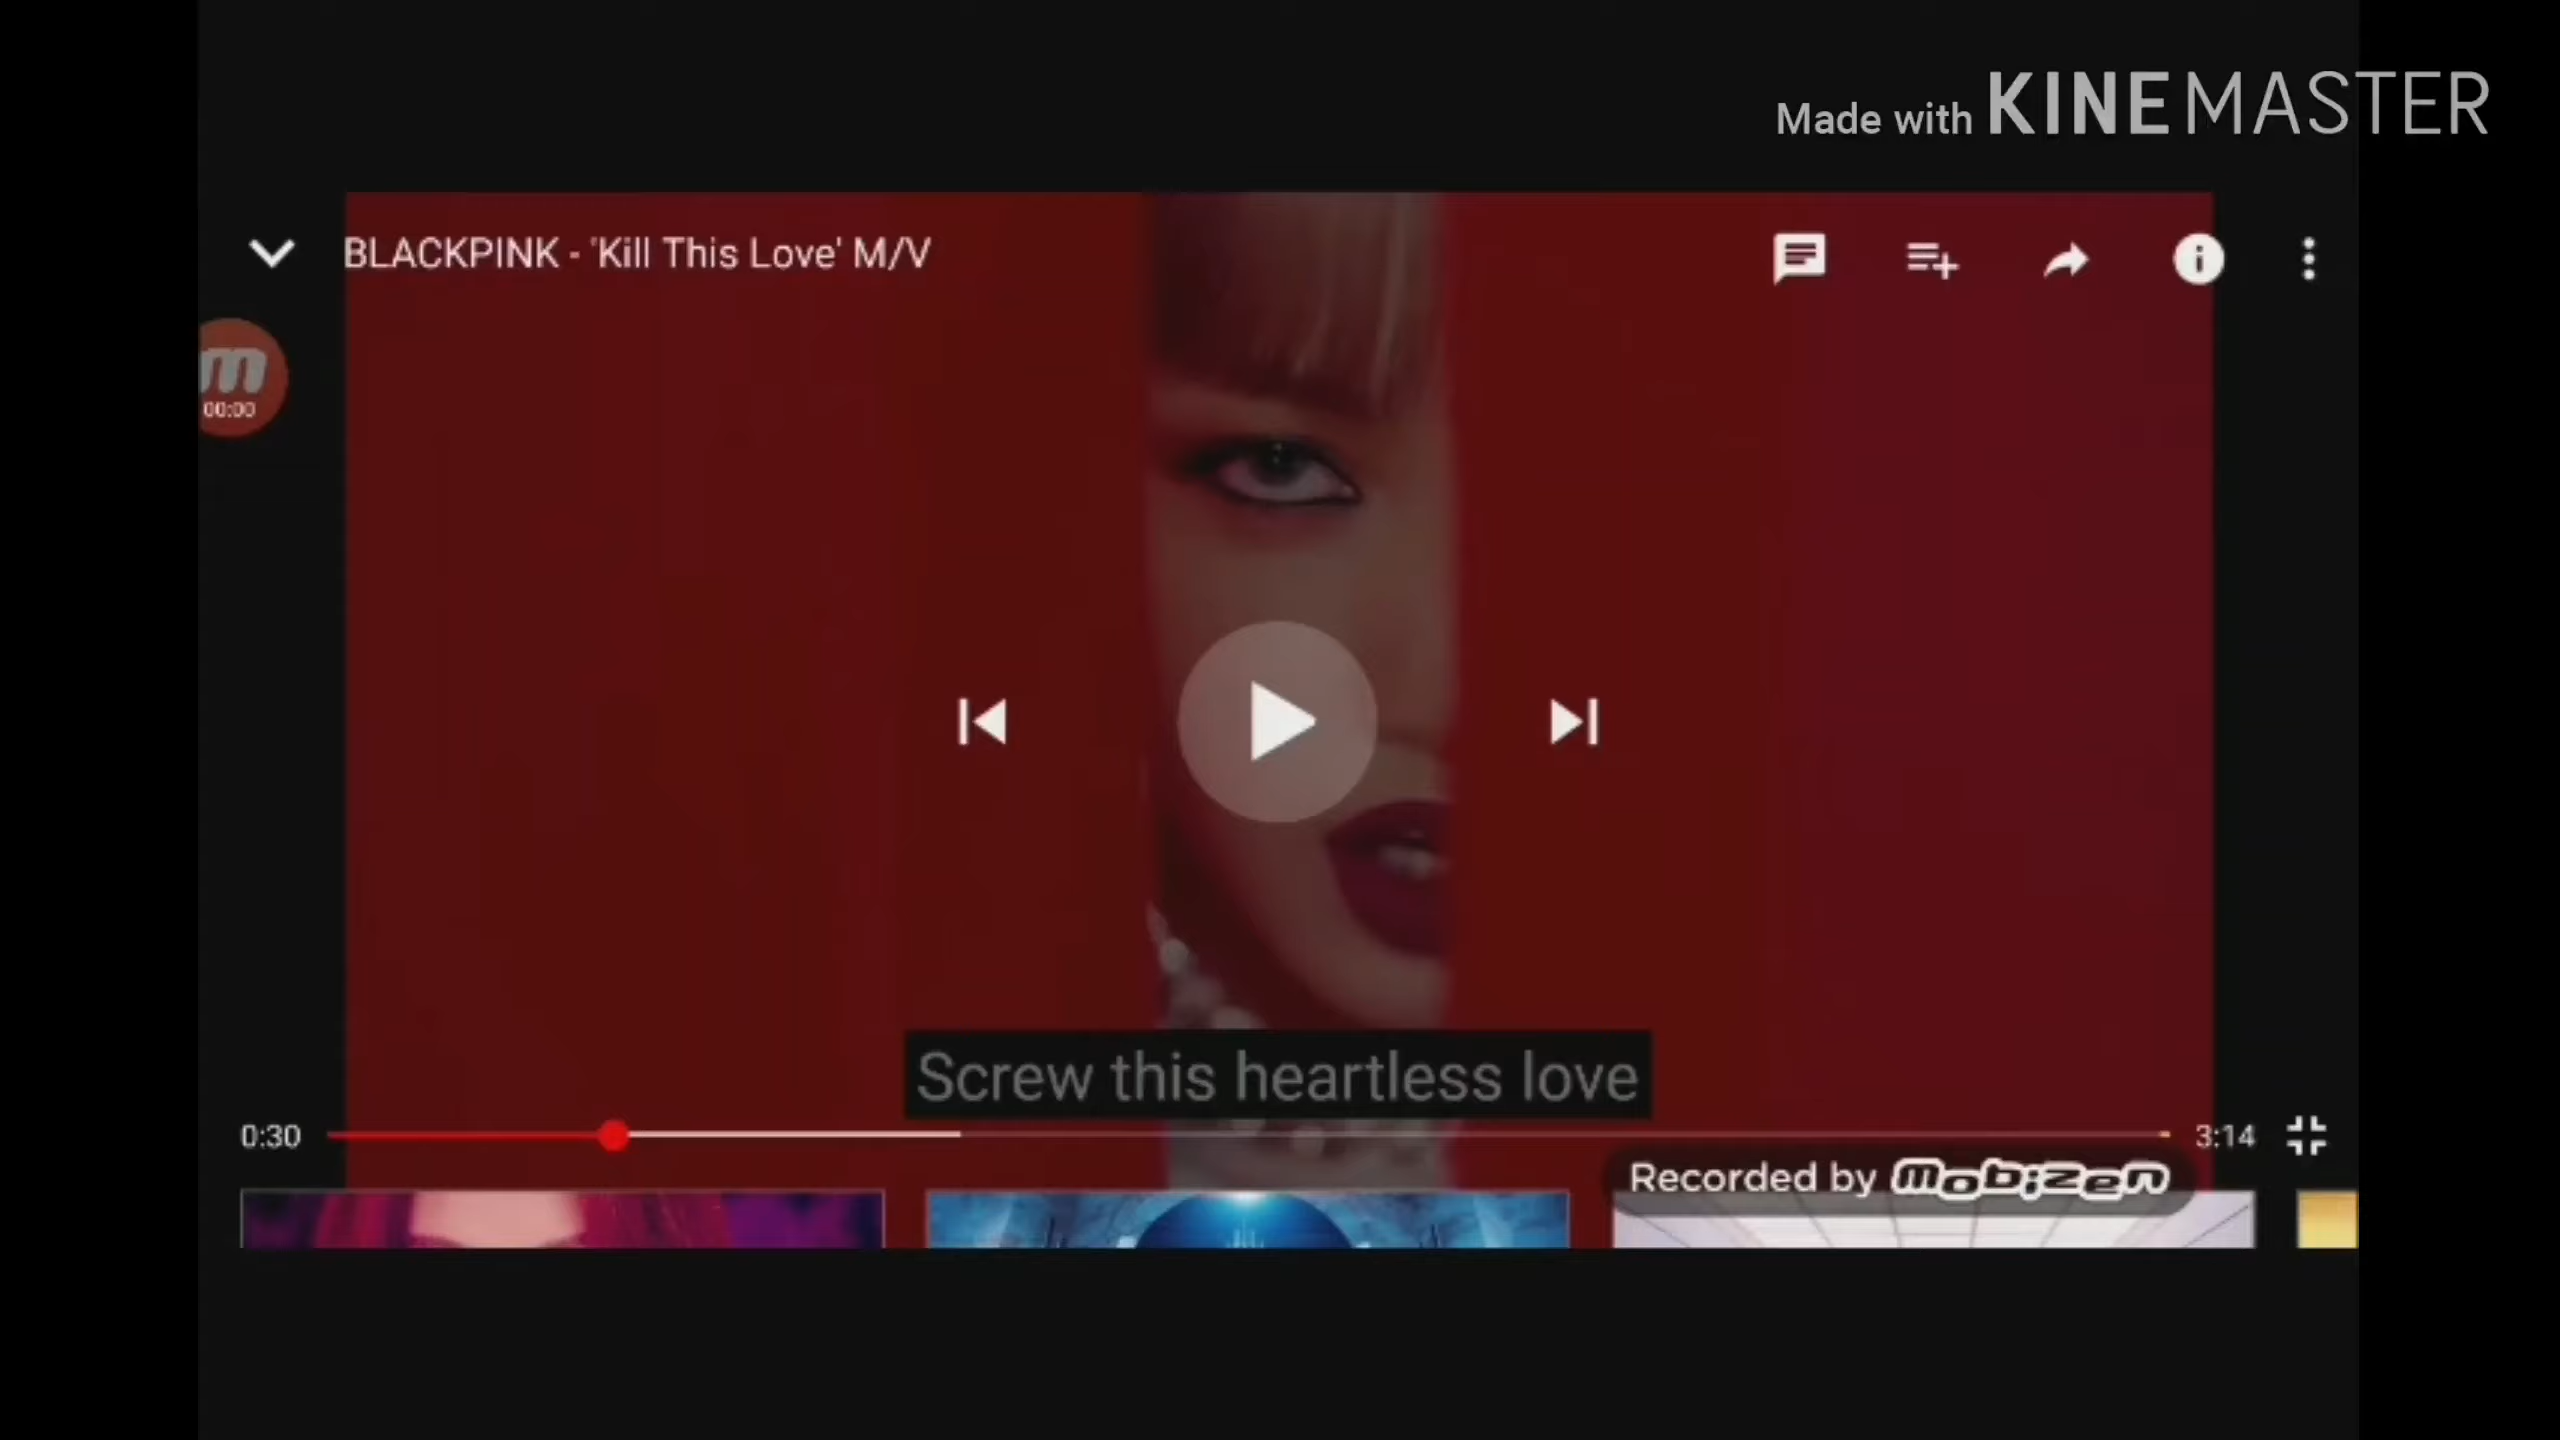 Made with KINEMASTER
BLACKPINK - 'Kill This Love' M/V
m
00:00
Screw this heartless love
0:30
3:14
Recorded by mobizen